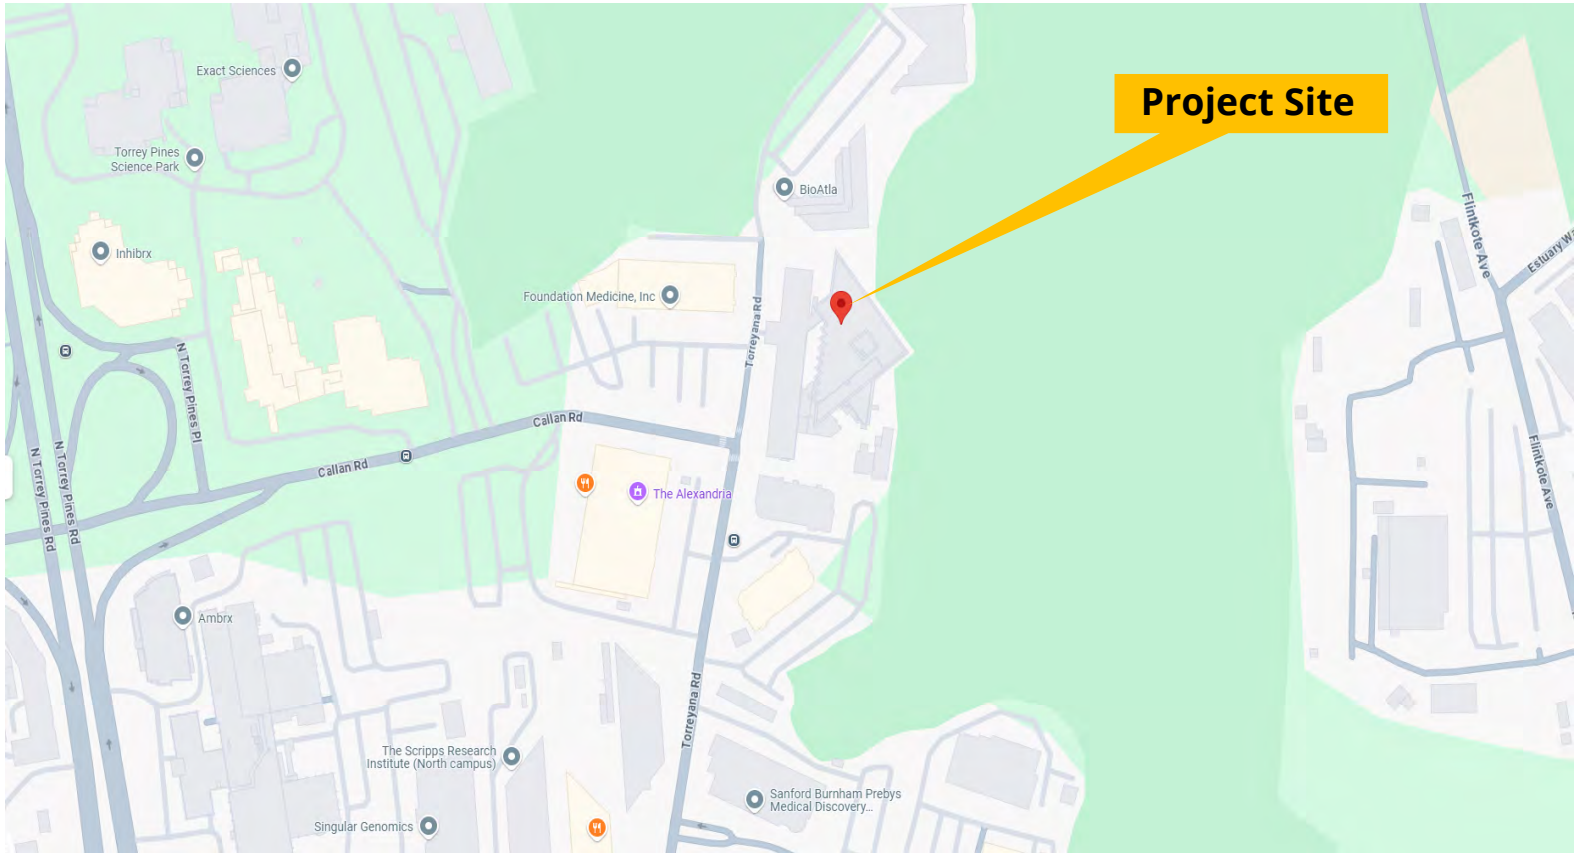 Exact Sciences
Project Site
Torrey Pines
Science Park
BioAtla
Flintkote Ave
Estuary Wa
Inhibrx
Foundation Medicine, Inc
Torreyana Rd
N Torrey Pines Pl
Callan Rd
Callan Rd
N Torrey Pines Rd
N Torrey Pines Rd
The Alexandria
Flintkote Ave
Ambrx
Torreyana Rd
The Scripps Research
Institute (North campus)
Sanford Burnham Prebys
Medical Discovery...
Singular Genomics